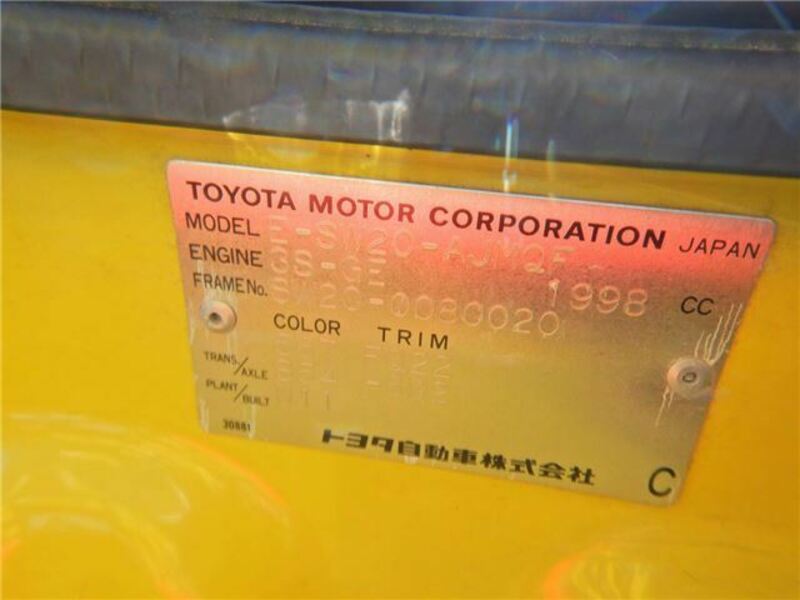 TOYOTA MOTOR CORPORATION JAPAN
MODEL E-SW20-AJMQF
ENGINE 3S-GE 1998 CC
FRAME No. SW20-0080020
COLOR TRIM
TRANS./AXLE
PLANT/BUILT
30881
トヨタ自動車株式会社 C